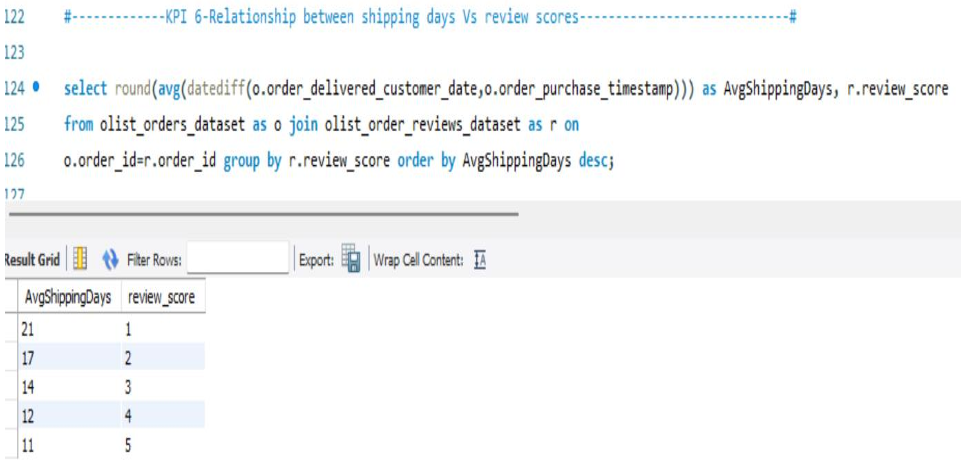 122 #-------------KPI 6-Relationship between shipping days Vs review scores-----------------------------#
123
124 select round(avg(datediff(o.order_delivered_customer_date,o.order_purchase_timestamp))) as AvgShippingDays, r.review_score
125 from olist_orders_dataset as o join olist_order_reviews_dataset as r on
126 o.order_id=r.order_id group by r.review_score order by AvgShippingDays desc;
127
Result Grid Filter Rows: Export: Wrap Cell Content: IA
AvgShippingDays review_score
21 1
17 2
14 3
12 4
11 5